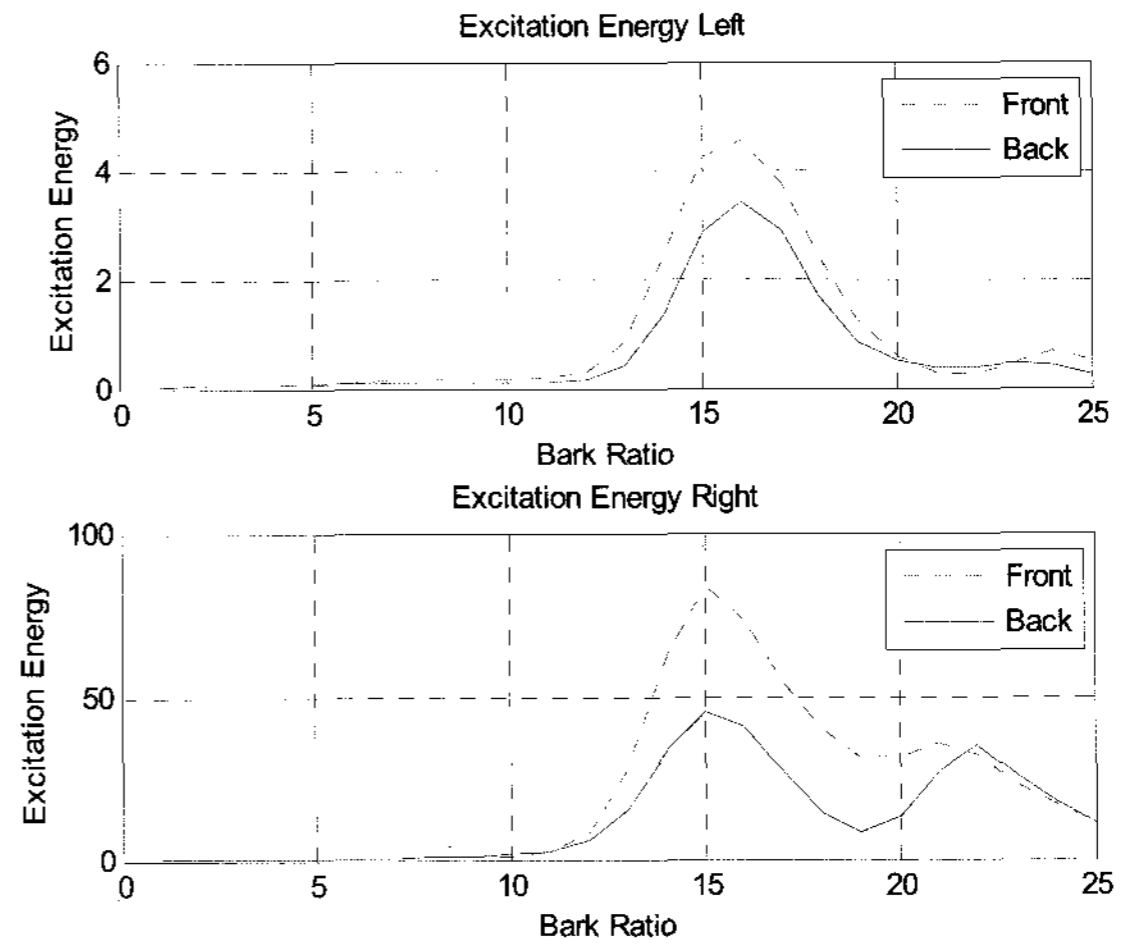 Excitation Energy Left
Excitation Energy
6
4
2
0
0 5 10 15 20 25
Front
Back
Bark Ratio
Excitation Energy Right
Excitation Energy
100
50
0
0 5 10 15 20 25
Front
Back
Bark Ratio